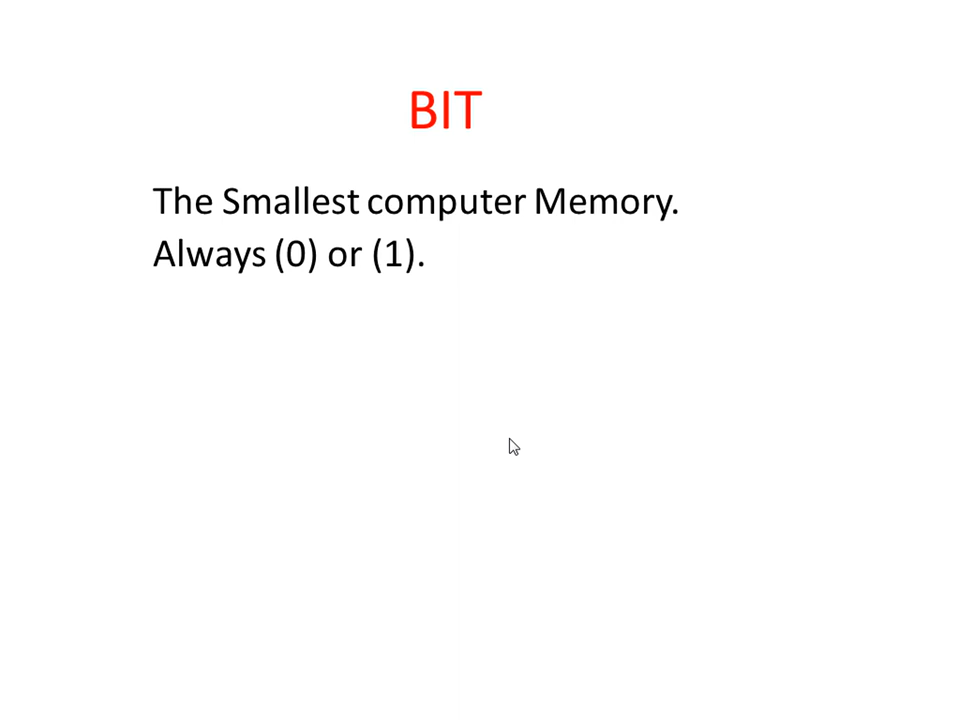 BIT
The Smallest computer Memory.
Always (0) or (1).